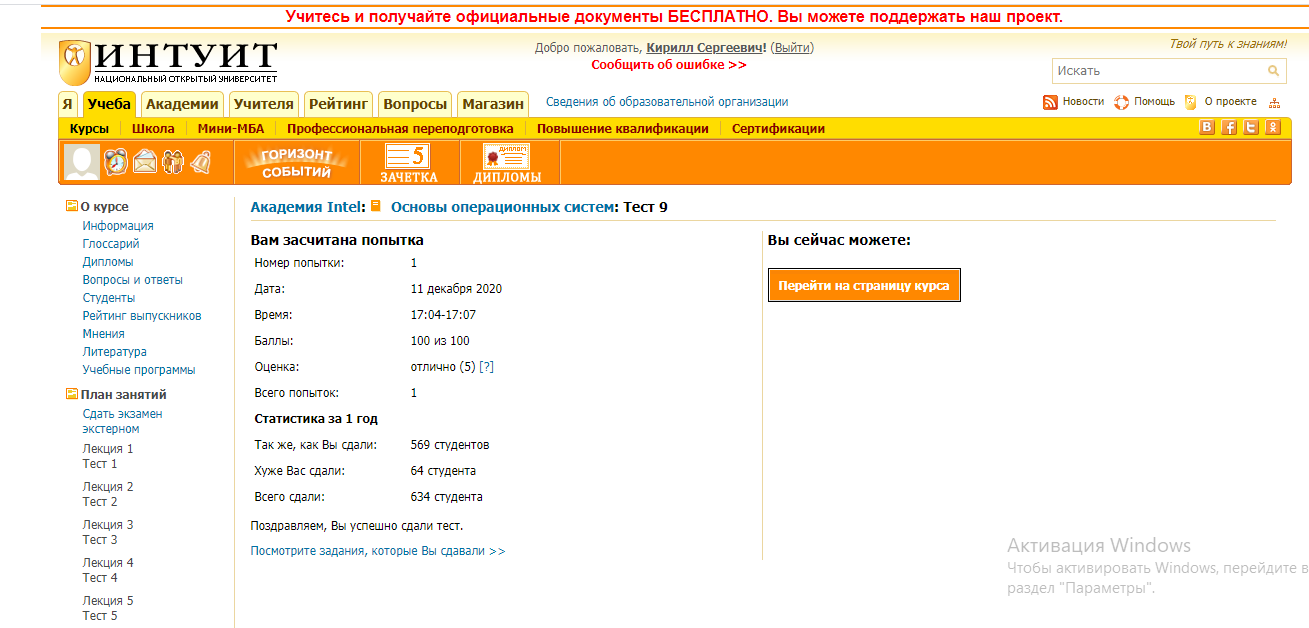 Учитесь и получайте официальные документы БЕСПЛАТНО. Вы можете поддержать наш проект.
ИНТУИТ
НАЦИОНАЛЬНЫЙ ОТКРЫТЫЙ УНИВЕРСИТЕТ
Добро пожаловать, Кирилл Сергеевич! (Выйти)
Сообщить об ошибке >>
Твой путь к знаниям!
Искать
Я Учеба Академии Учителя Рейтинг Вопросы Магазин Сведения об образовательной организации Новости Помощь О проекте
Курсы Школа Мини-МБА Профессиональная переподготовка Повышение квалификации Сертификации
ГОРИЗОНТ СОБЫТИЙ
5
ЗАЧЕТКА
ДИПЛОМ
ДИПЛОМЫ
О курсе
Информация
Глоссарий
Дипломы
Вопросы и ответы
Студенты
Рейтинг выпускников
Мнения
Литература
Учебные программы
План занятий
Сдать экзамен
экстерном
Лекция 1
Тест 1
Лекция 2
Тест 2
Лекция 3
Тест 3
Лекция 4
Тест 4
Лекция 5
Тест 5
Академия Intel: Основы операционных систем: Тест 9
Вам засчитана попытка
Номер попытки: 1
Дата: 11 декабря 2020
Время: 17:04-17:07
Баллы: 100 из 100
Оценка: отлично (5) [?]
Всего попыток: 1
Статистика за 1 год
Так же, как Вы сдали: 569 студентов
Хуже Вас сдали: 64 студента
Всего сдали: 634 студента
Поздравляем, Вы успешно сдали тест.
Посмотрите задания, которые Вы сдавали >>
Вы сейчас можете:
Перейти на страницу курса
Активация Windows
Чтобы активировать Windows, перейдите в
раздел "Параметры".